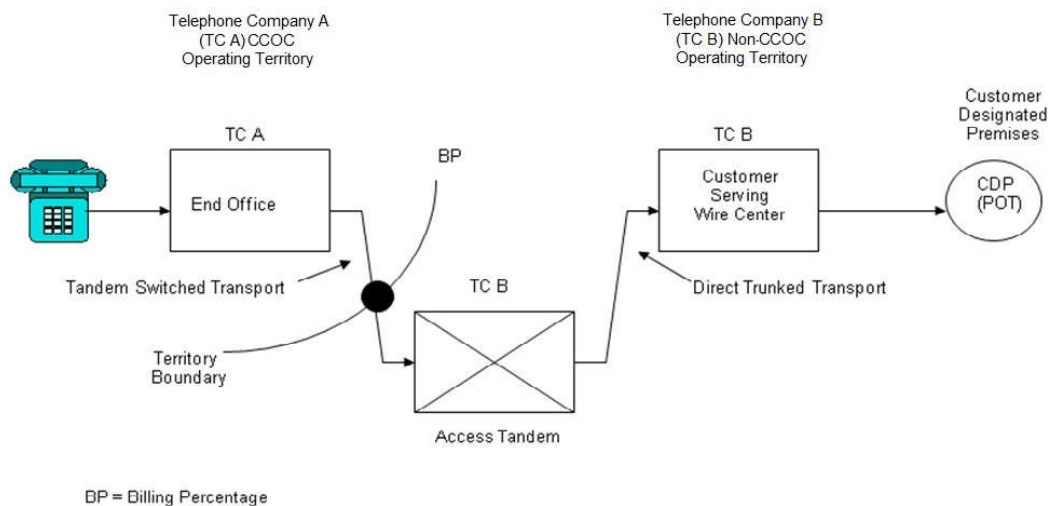 Telephone Company A
(TC A) CCOC
Operating Territory
Telephone Company B
(TC B) Non-CCOC
Operating Territory
Customer
Designated
Premises
TC A
BP
TC B
End Office
Customer
Serving
Wire Center
CDP
(POT)
Tandem Switched Transport
TC B
Direct Trunked Transport
Territory
Boundary
Access Tandem
BP = Billing Percentage